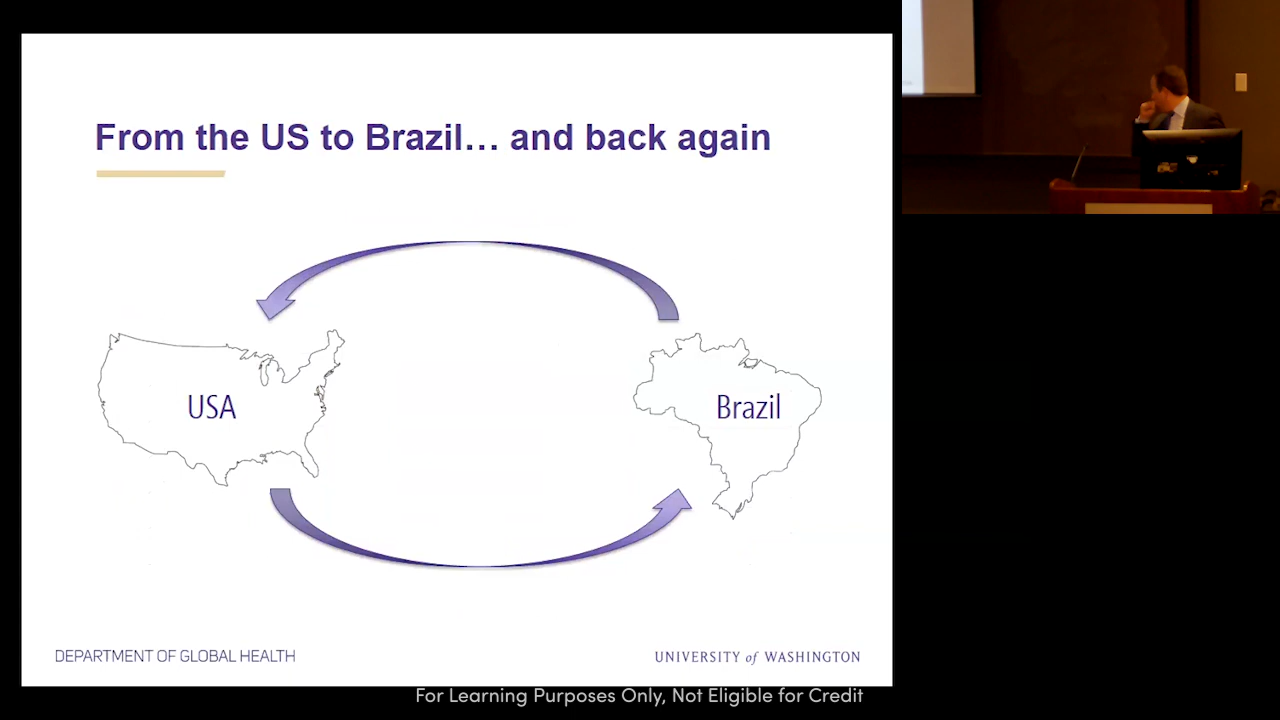 From the US to Brazil... and back again
USA
Brazil
DEPARTMENT OF GLOBAL HEALTH
UNIVERSITY of WASHINGTON
For Learning Purposes Only, Not Eligible for Credit